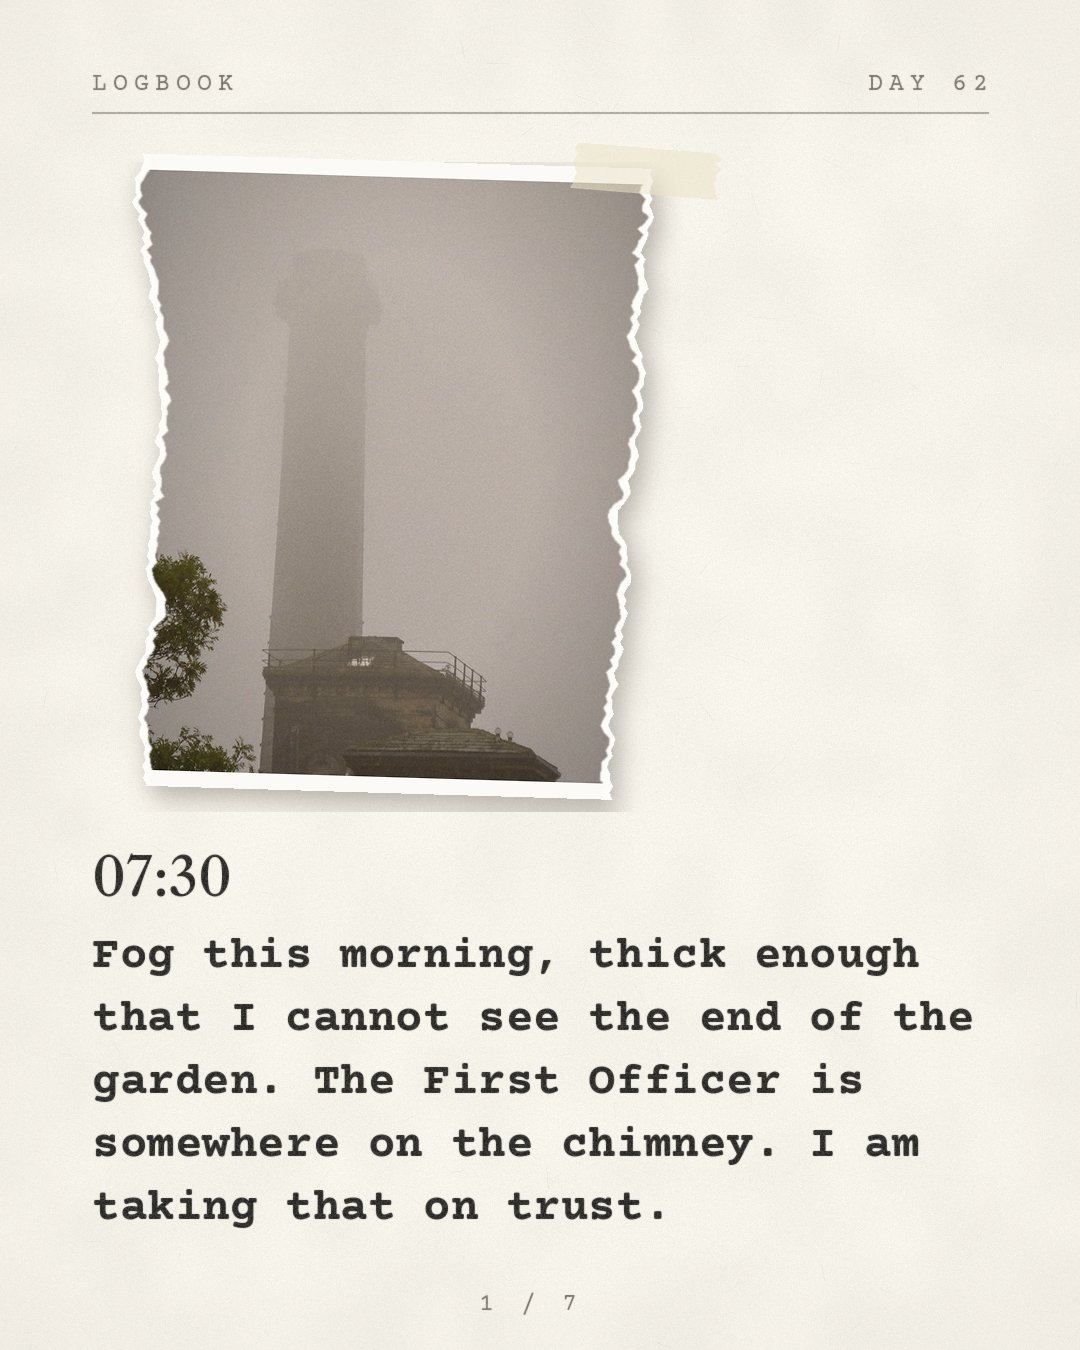 LOGBOOK
DAY 62
07:30
Fog this morning, thick enough
that I cannot see the end of the
garden. The First Officer is
somewhere on the chimney. I am
taking that on trust.
1 / 7